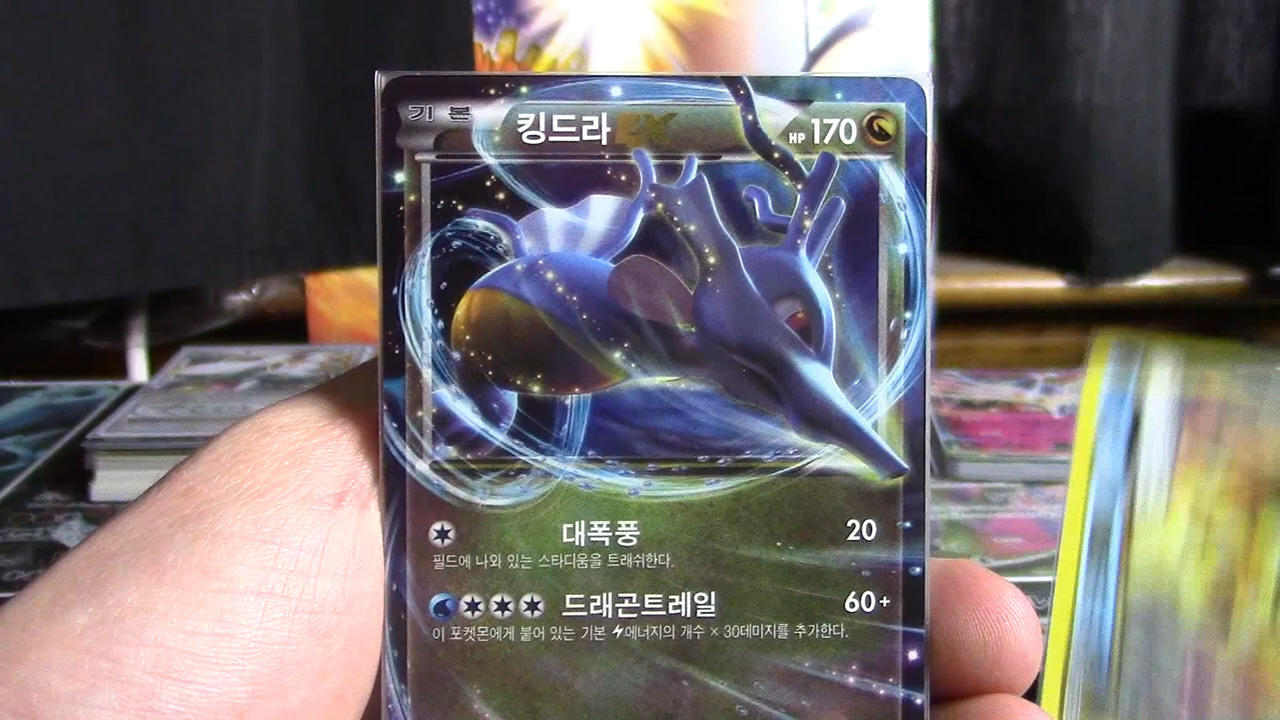 기본 킹드라 EX HP 170
대폭풍 20
필드에 나와 있는 스타디움을 트래쉬한다.
드래곤트레일 60+
이 포켓몬에게 붙어 있는 기본 에너지의 개수 × 30데미지를 추가한다.